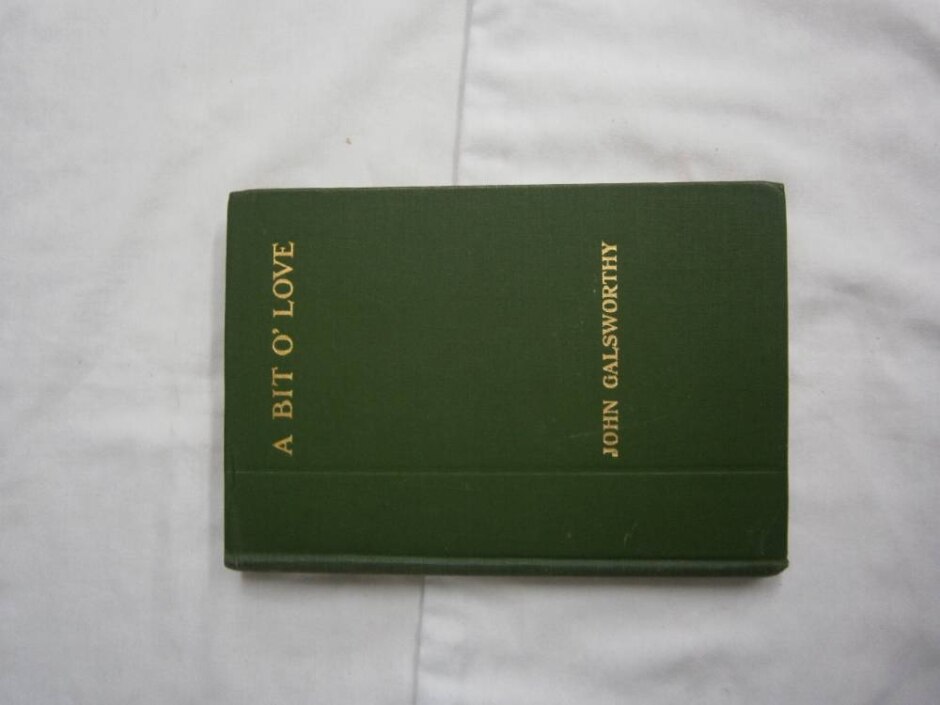 A BIT O' LOVE
JOHN GALSWORTHY